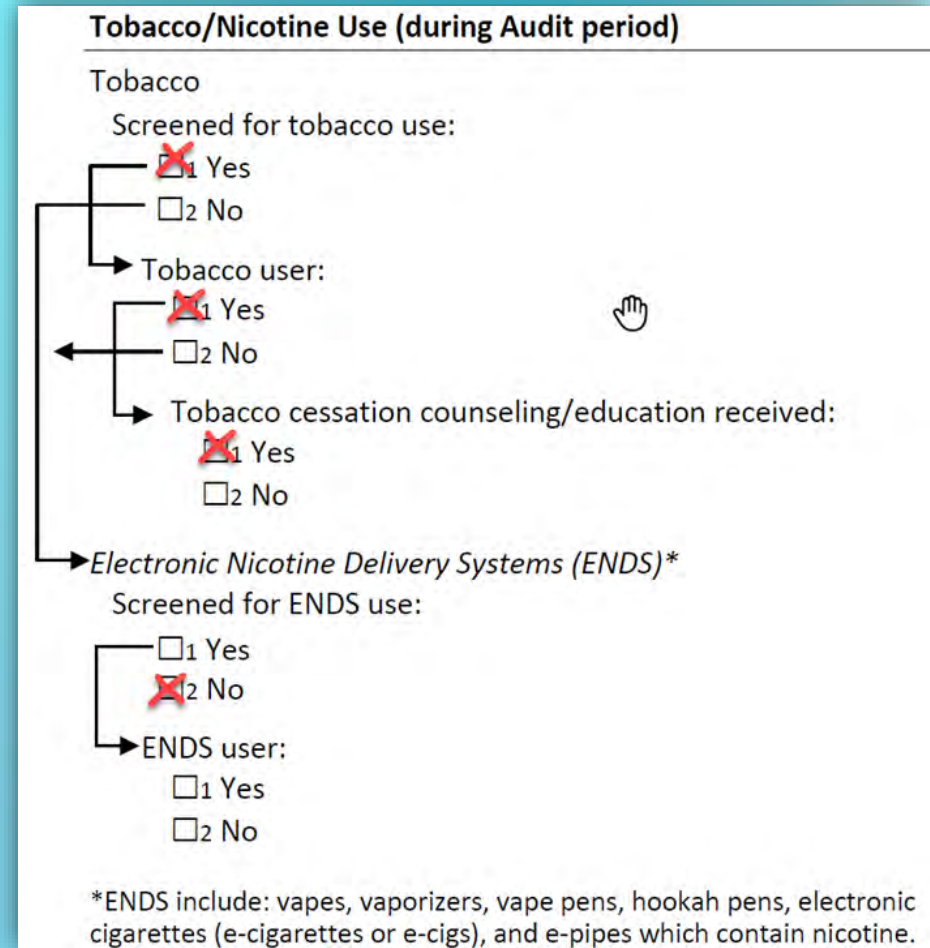 Tobacco/Nicotine Use (during Audit period)
Tobacco
Screened for tobacco use:
☐1 Yes
☐2 No
Tobacco user:
☐1 Yes
☐2 No
Tobacco cessation counseling/education received:
☐1 Yes
☐2 No
Electronic Nicotine Delivery Systems (ENDS)*
Screened for ENDS use:
☐1 Yes
☐2 No
ENDS user:
☐1 Yes
☐2 No
*ENDS include: vapes, vaporizers, vape pens, hookah pens, electronic
cigarettes (e-cigarettes or e-cigs), and e-pipes which contain nicotine.